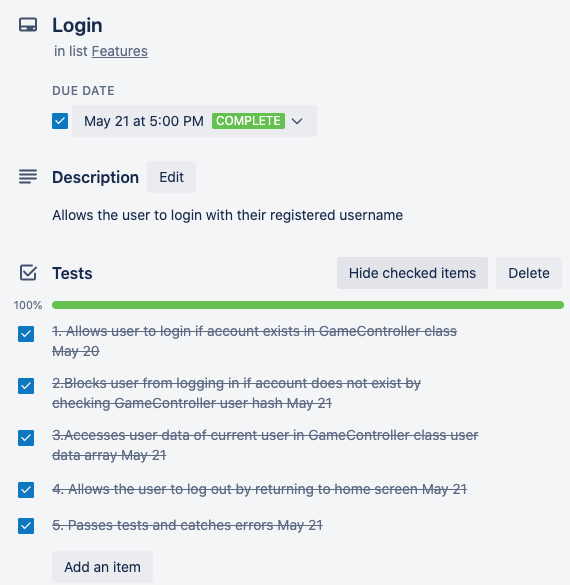 Login
in list Features
DUE DATE
May 21 at 5:00 PM COMPLETE
Description Edit
Allows the user to login with their registered username
Tests Hide checked items Delete
100%
1. Allows user to login if account exists in GameController class
May 20
2.Blocks user from logging in if account does not exist by
checking GameController user hash May 21
3.Accesses user data of current user in GameController class user
data array May 21
4. Allows the user to log out by returning to home screen May 21
5. Passes tests and catches errors May 21
Add an item